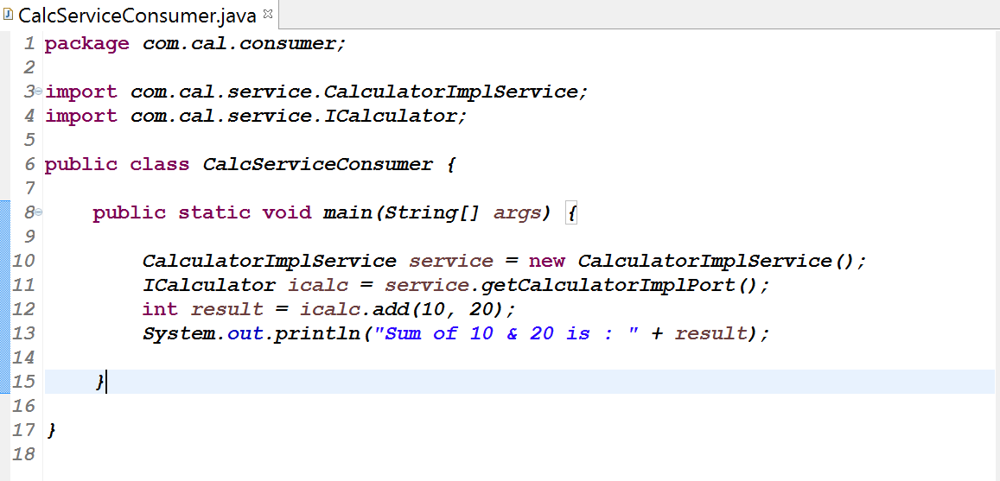 CalcServiceConsumer.java
1 package com.cal.consumer;
2
3 import com.cal.service.CalculatorImplService;
4 import com.cal.service.ICalculator;
5
6 public class CalcServiceConsumer {
7
8 public static void main(String[] args) {
9
10 CalculatorImplService service = new CalculatorImplService();
11 ICalculator icalc = service.getCalculatorImplPort();
12 int result = icalc.add(10, 20);
13 System.out.println("Sum of 10 & 20 is : " + result);
14
15 }
16
17 }
18